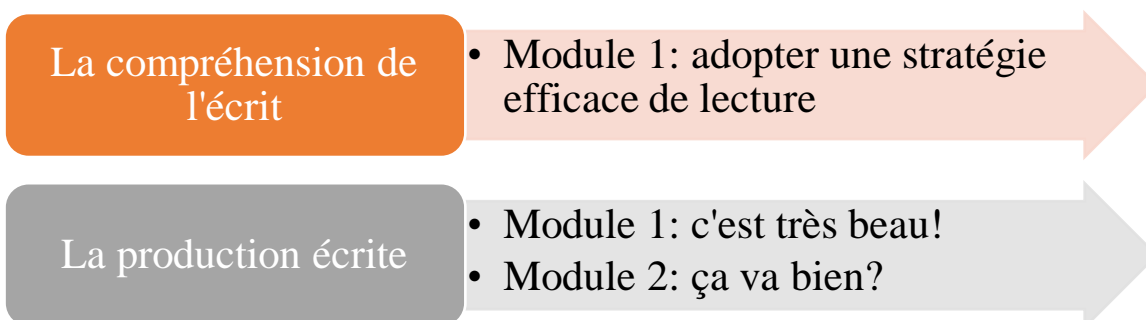 La compréhension de
l'écrit
• Module 1: adopter une stratégie
efficace de lecture
La production écrite
• Module 1: c'est très beau!
• Module 2: ça va bien?